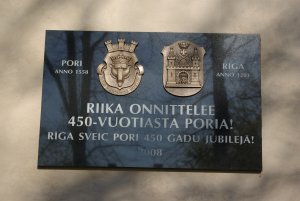 PORI
ANNO 1558
RIGA
ANNO 1201
RIIKA ONNITTELEE
450-VUOTIASTA PORIA!
RIGA SVEIC PORI 450 GADU JUBILEJĀ!
2008